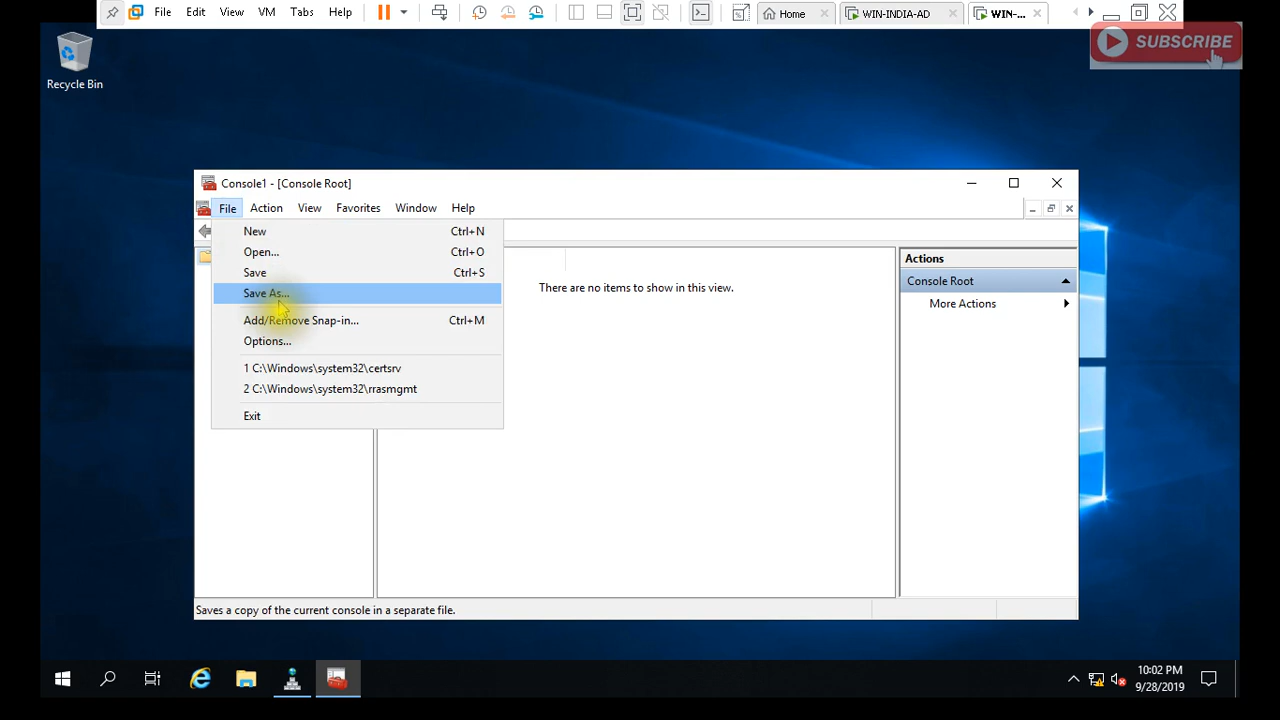 File Edit View VM Tabs Help
Home
WIN-INDIA-AD
WIN-...
SUBSCRIBE
Recycle Bin
Console1 - [Console Root]
File Action View Favorites Window Help
New Ctrl+N
Open... Ctrl+O
Save Ctrl+S
Save As...
Add/Remove Snap-in... Ctrl+M
Options...
1 C:\Windows\system32\certsrv
2 C:\Windows\system32\rrasmgmt
Exit
There are no items to show in this view.
Actions
Console Root
More Actions
Saves a copy of the current console in a separate file.
10:02 PM
9/28/2019